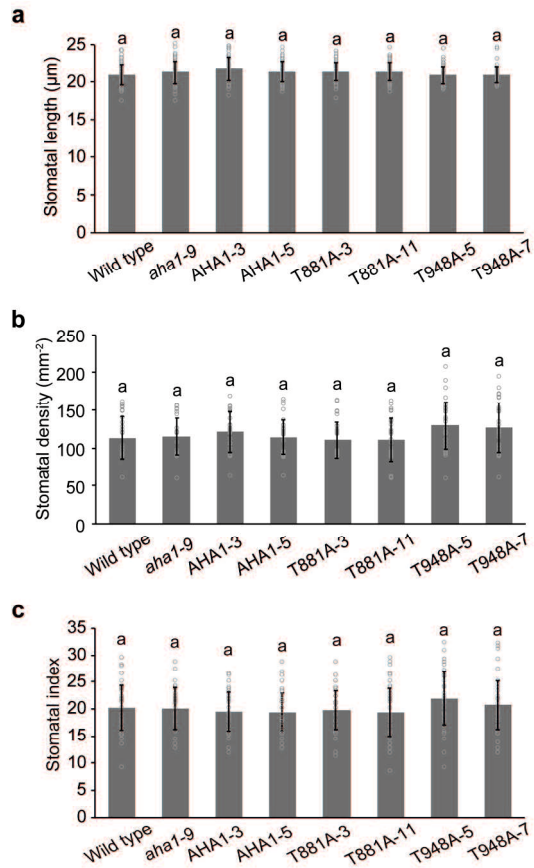 a
a a a a a a a a
25
20
15
10
5
0
Stomatal length (µm)
Wild type aha1-9 AHA1-3 AHA1-5 T881A-3 T881A-11 T948A-5 T948A-7
b
250
200
150
100
50
0
Stomatal density (mm-2)
a a a a a a a a
Wild type aha1-9 AHA1-3 AHA1-5 T881A-3 T881A-11 T948A-5 T948A-7
c
35
30
25
20
15
10
5
0
Stomatal index
a a a a a a a a
Wild type aha1-9 AHA1-3 AHA1-5 T881A-3 T881A-11 T948A-5 T948A-7